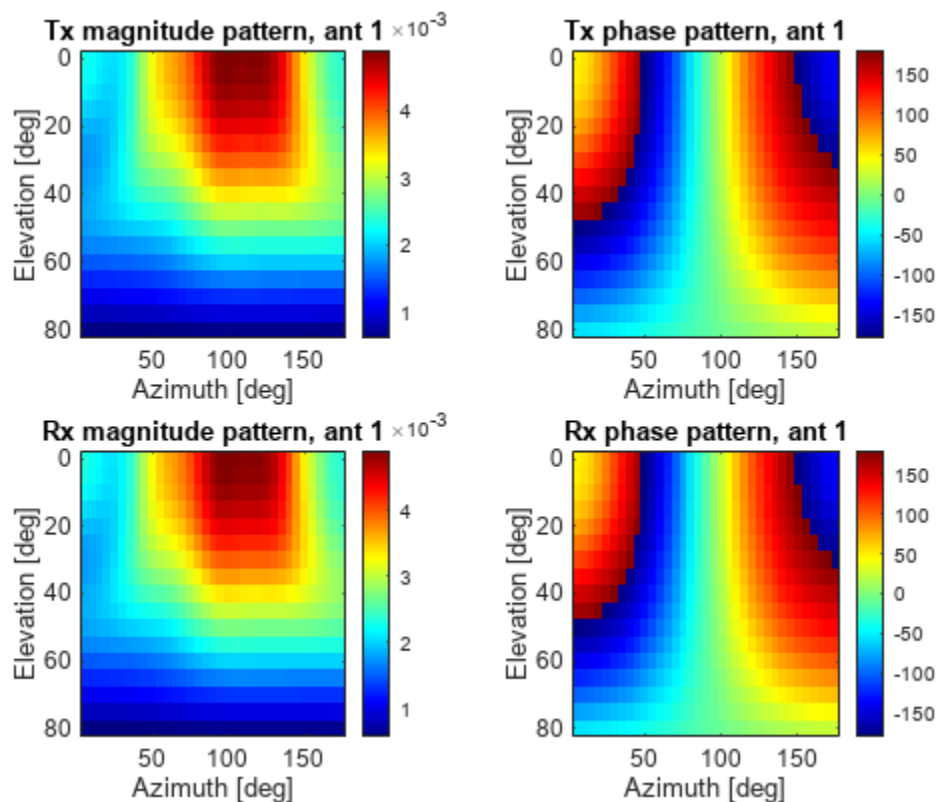 Tx magnitude pattern, ant 1 ×10-3
0
20
40
60
80
Elevation [deg]
50 100 150
Azimuth [deg]
4
3
2
1
Tx phase pattern, ant 1
0
20
40
60
80
Elevation [deg]
50 100 150
Azimuth [deg]
150
100
50
0
-50
-100
-150
Rx magnitude pattern, ant 1 ×10-3
0
20
40
60
80
Elevation [deg]
50 100 150
Azimuth [deg]
4
3
2
1
Rx phase pattern, ant 1
0
20
40
60
80
Elevation [deg]
50 100 150
Azimuth [deg]
150
100
50
0
-50
-100
-150